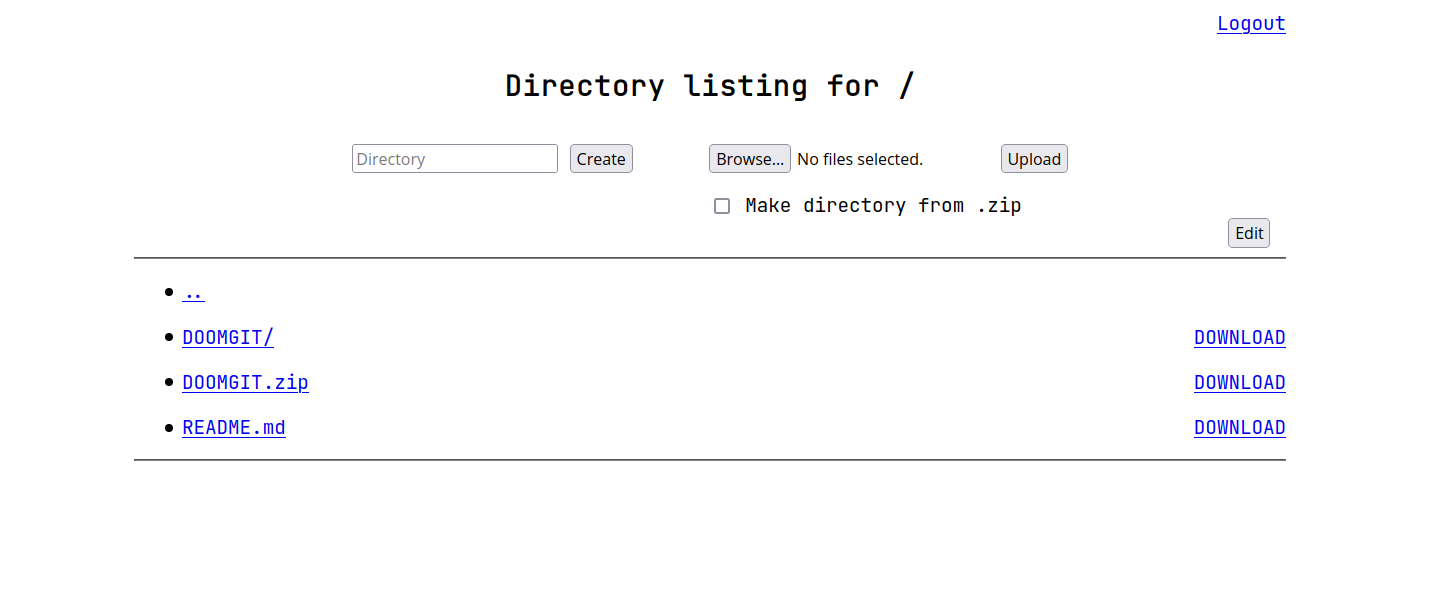 Logout
Directory listing for /
Directory Create Browse... No files selected. Upload
Make directory from .zip
Edit
..
DOOMGIT/ DOWNLOAD
DOOMGIT.zip DOWNLOAD
README.md DOWNLOAD